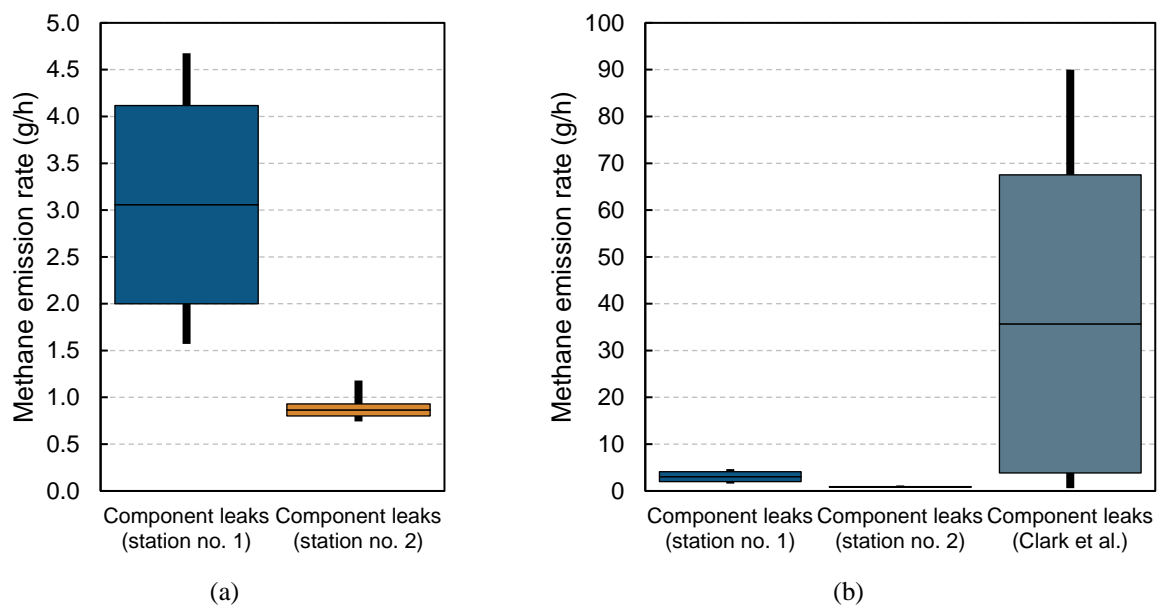 Methane emission rate (g/h)
5.0
4.5
4.0
3.5
3.0
2.5
2.0
1.5
1.0
0.5
0.0
Component leaks Component leaks
(station no. 1) (station no. 2)
(a)
Methane emission rate (g/h)
100
90
80
70
60
50
40
30
20
10
0
Component leaks Component leaks Component leaks
(station no. 1) (station no. 2) (Clark et al.)
(b)